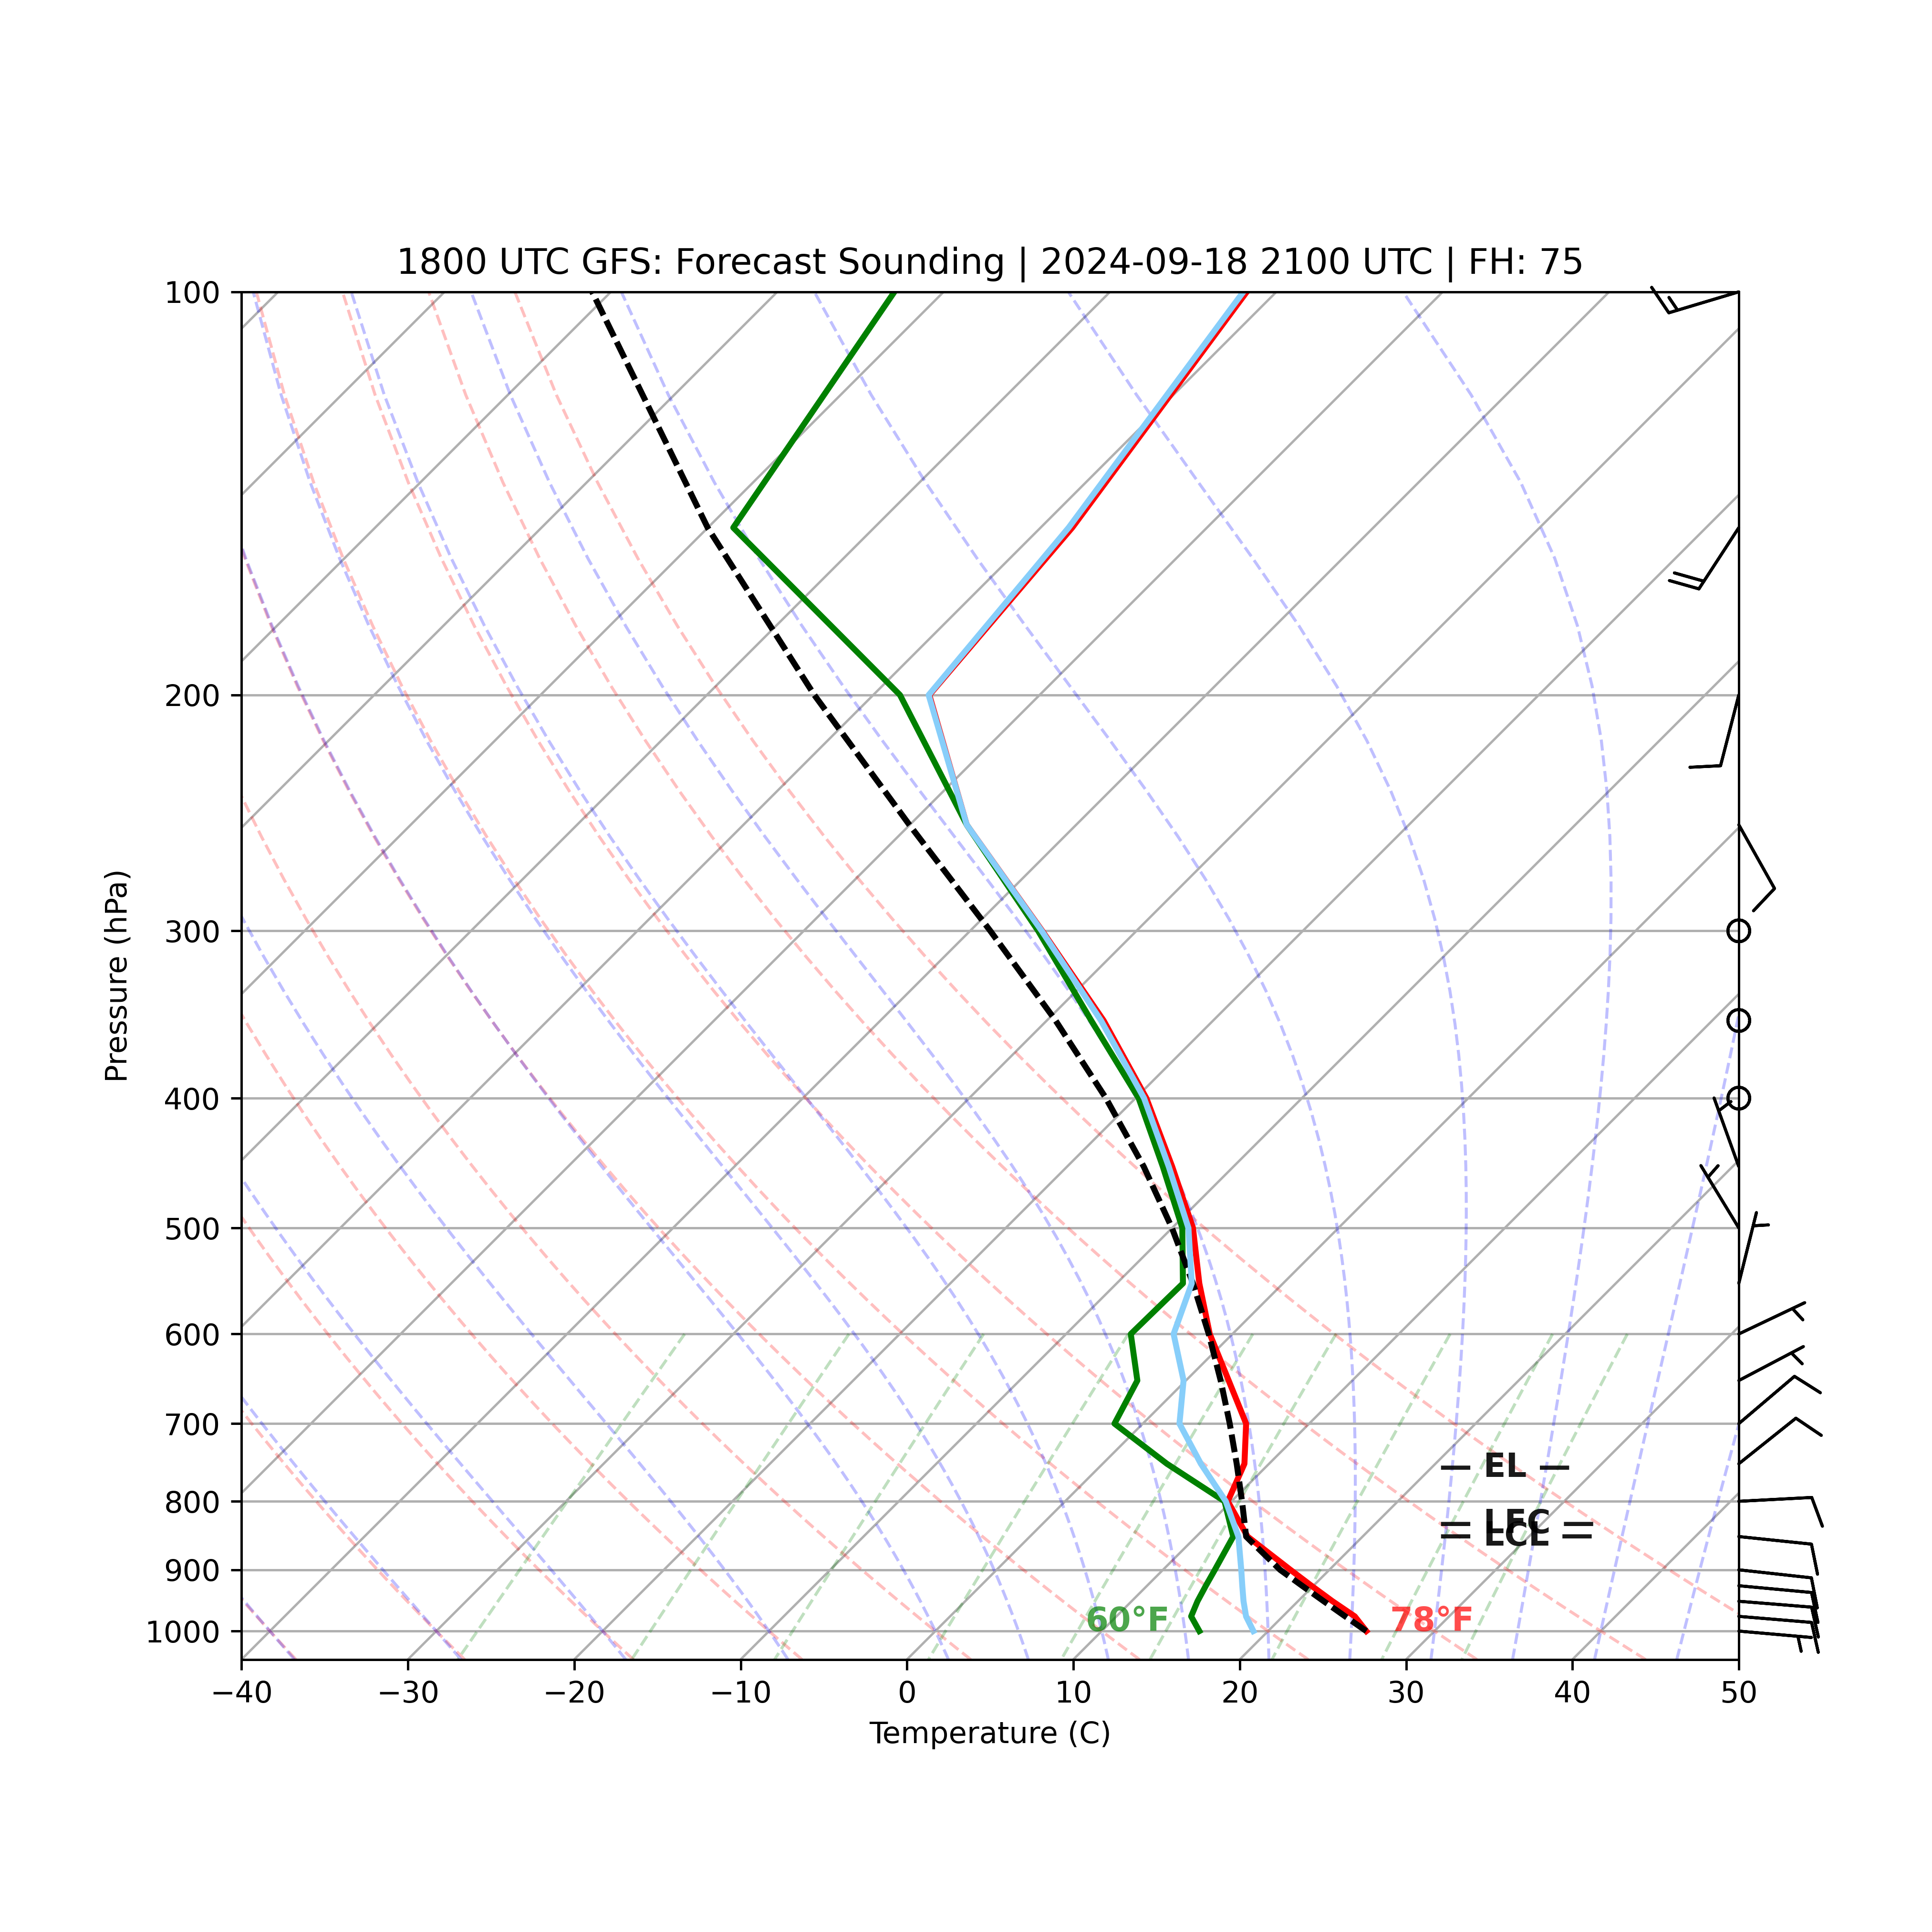 1800 UTC GFS: Forecast Sounding | 2024-09-18 2100 UTC | FH: 75
100
200
300
400
500
600
700
800
900
1000
Pressure (hPa)
— EL —
— LFC —
— LCL —
60°F
78°F
−40
−30
−20
−10
0
10
20
30
40
50
Temperature (C)